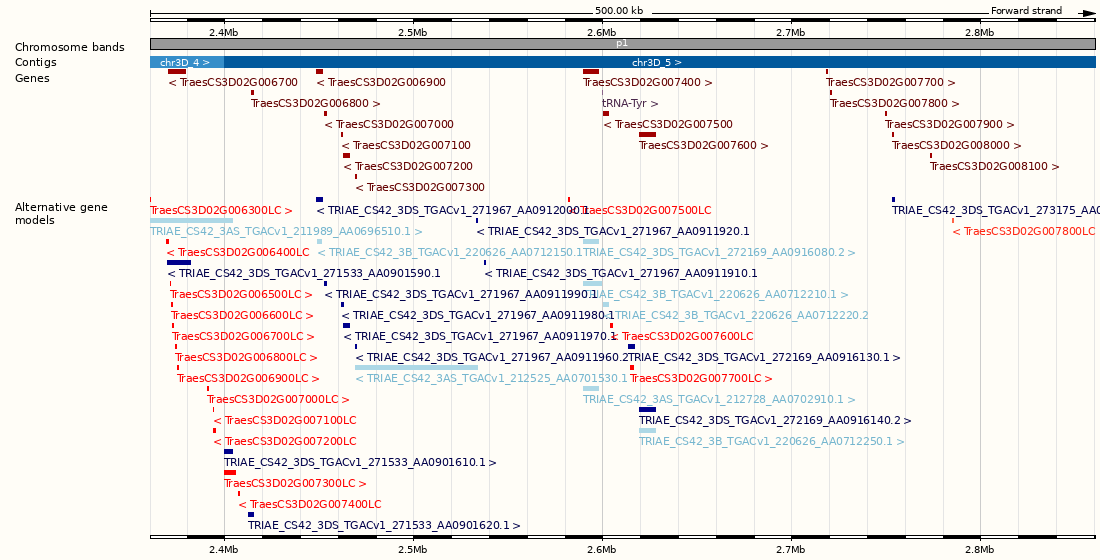 500.00 kb Forward strand
2.4Mb 2.5Mb 2.6Mb 2.7Mb 2.8Mb
Chromosome bands p1
Contigs chr3D_4 > chr3D_5 >
Genes
< TraesCS3D02G006700 < TraesCS3D02G006900 TraesCS3D02G007400 > TraesCS3D02G007700 >
TraesCS3D02G006800 > tRNA-Tyr > TraesCS3D02G007800 >
< TraesCS3D02G007000 < TraesCS3D02G007500 TraesCS3D02G007900 >
< TraesCS3D02G007100 TraesCS3D02G007600 > TraesCS3D02G008000 >
< TraesCS3D02G007200 TraesCS3D02G008100 >
< TraesCS3D02G007300
Alternative gene
models
TraesCS3D02G006300LC > < TRIAE_CS42_3DS_TGACv1_271967_AA0912000.1 < TraesCS3D02G007500LC TRIAE_CS42_3DS_TGACv1_273175_AA0
TRIAE_CS42_3AS_TGACv1_211989_AA0696510.1 > < TRIAE_CS42_3DS_TGACv1_271967_AA0911920.1 < TraesCS3D02G007800LC
< TraesCS3D02G006400LC < TRIAE_CS42_3B_TGACv1_220626_AA0712150.1 TRIAE_CS42_3DS_TGACv1_272169_AA0916080.2 >
< TRIAE_CS42_3DS_TGACv1_271533_AA0901590.1 < TRIAE_CS42_3DS_TGACv1_271967_AA0911910.1
TraesCS3D02G006500LC > < TRIAE_CS42_3DS_TGACv1_271967_AA0911990.1 TRIAE_CS42_3B_TGACv1_220626_AA0712210.1 >
TraesCS3D02G006600LC > < TRIAE_CS42_3DS_TGACv1_271967_AA0911980.1 < TRIAE_CS42_3B_TGACv1_220626_AA0712220.2
TraesCS3D02G006700LC > < TRIAE_CS42_3DS_TGACv1_271967_AA0911970.1 < TraesCS3D02G007600LC
TraesCS3D02G006800LC > < TRIAE_CS42_3DS_TGACv1_271967_AA0911960.2 TRIAE_CS42_3DS_TGACv1_272169_AA0916130.1 >
TraesCS3D02G006900LC > < TRIAE_CS42_3AS_TGACv1_212525_AA0701530.1 TraesCS3D02G007700LC >
TraesCS3D02G007000LC > TRIAE_CS42_3AS_TGACv1_212728_AA0702910.1 >
< TraesCS3D02G007100LC TRIAE_CS42_3DS_TGACv1_272169_AA0916140.2 >
< TraesCS3D02G007200LC TRIAE_CS42_3B_TGACv1_220626_AA0712250.1 >
TRIAE_CS42_3DS_TGACv1_271533_AA0901610.1 >
TraesCS3D02G007300LC >
< TraesCS3D02G007400LC
TRIAE_CS42_3DS_TGACv1_271533_AA0901620.1 >
2.4Mb 2.5Mb 2.6Mb 2.7Mb 2.8Mb